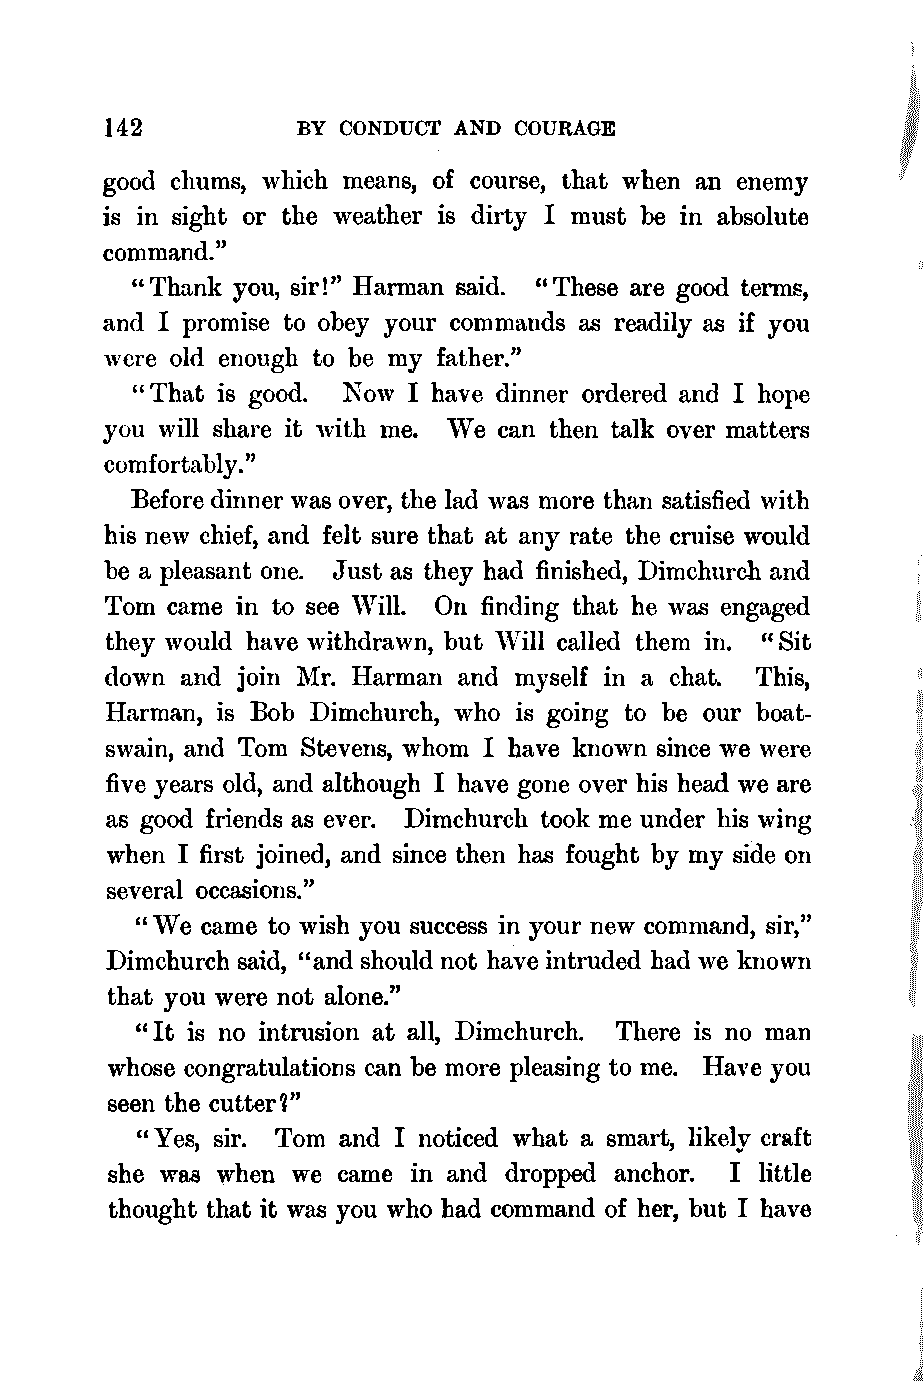 142 BY CONDUCT AND COURAGE
good chums, which means, of course, that when an enemy
is in sight or the weather is dirty I must be in absolute
command."
"Thank you, sir!" Harman said. "These are good terms,
and I promise to obey your commands as readily as if you
were old enough to be my father."
"That is good. Now I have dinner ordered and I hope
you will share it with me. We can then talk over matters
comfortably."
Before dinner was over, the lad was more than satisfied with
his new chief, and felt sure that at any rate the cruise would
be a pleasant one. Just as they had finished, Dimchurch and
Tom came in to see Will. On finding that he was engaged
they would have withdrawn, but Will called them in. "Sit
down and join Mr. Harman and myself in a chat. This,
Harman, is Bob Dimchurch, who is going to be our boat-
swain, and Tom Stevens, whom I have known since we were
five years old, and although I have gone over his head we are
as good friends as ever. Dimchurch took me under his wing
when I first joined, and since then has fought by my side on
several occasions."
"We came to wish you success in your new command, sir,"
Dimchurch said, "and should not have intruded had we known
that you were not alone."
"It is no intrusion at all, Dimchurch. There is no man
whose congratulations can be more pleasing to me. Have you
seen the cutter?"
"Yes, sir. Tom and I noticed what a smart, likely craft
she was when we came in and dropped anchor. I little
thought that it was you who had command of her, but I have